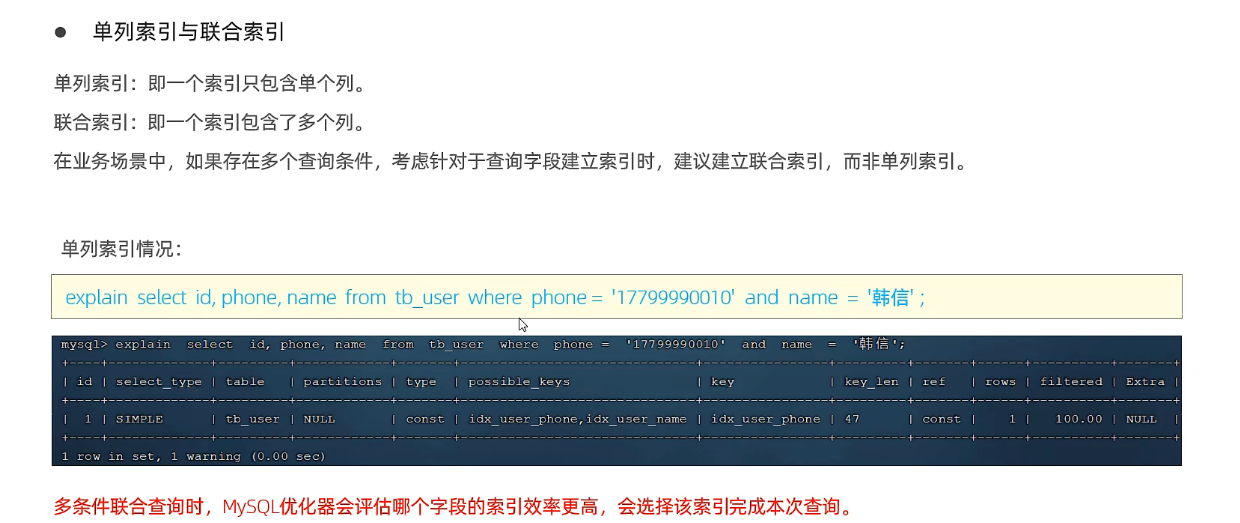 ● 单列索引与联合索引
单列索引：即一个索引只包含单个列。
联合索引：即一个索引包含了多个列。
在业务场景中，如果存在多个查询条件，考虑针对于查询字段建立索引时，建议建立联合索引，而非单列索引。
单列索引情况：
explain select id, phone, name from tb_user where phone = '17799990010' and name = '韩信' ;
mysql> explain select id, phone, name from tb_user where phone = '17799990010' and name = '韩信';
+----+-------------+---------+------------+-------+------------------------------+----------------+---------+-------+------+----------+-------+
| id | select_type | table | partitions | type | possible_keys | key | key_len | ref | rows | filtered | Extra |
+----+-------------+---------+------------+-------+------------------------------+----------------+---------+-------+------+----------+-------+
| 1 | SIMPLE | tb_user | NULL | const | idx_user_phone,idx_user_name | idx_user_phone | 47 | const | 1 | 100.00 | NULL |
+----+-------------+---------+------------+-------+------------------------------+----------------+---------+-------+------+----------+-------+
1 row in set, 1 warning (0.00 sec)
多条件联合查询时，MySQL优化器会评估哪个字段的索引效率更高，会选择该索引完成本次查询。